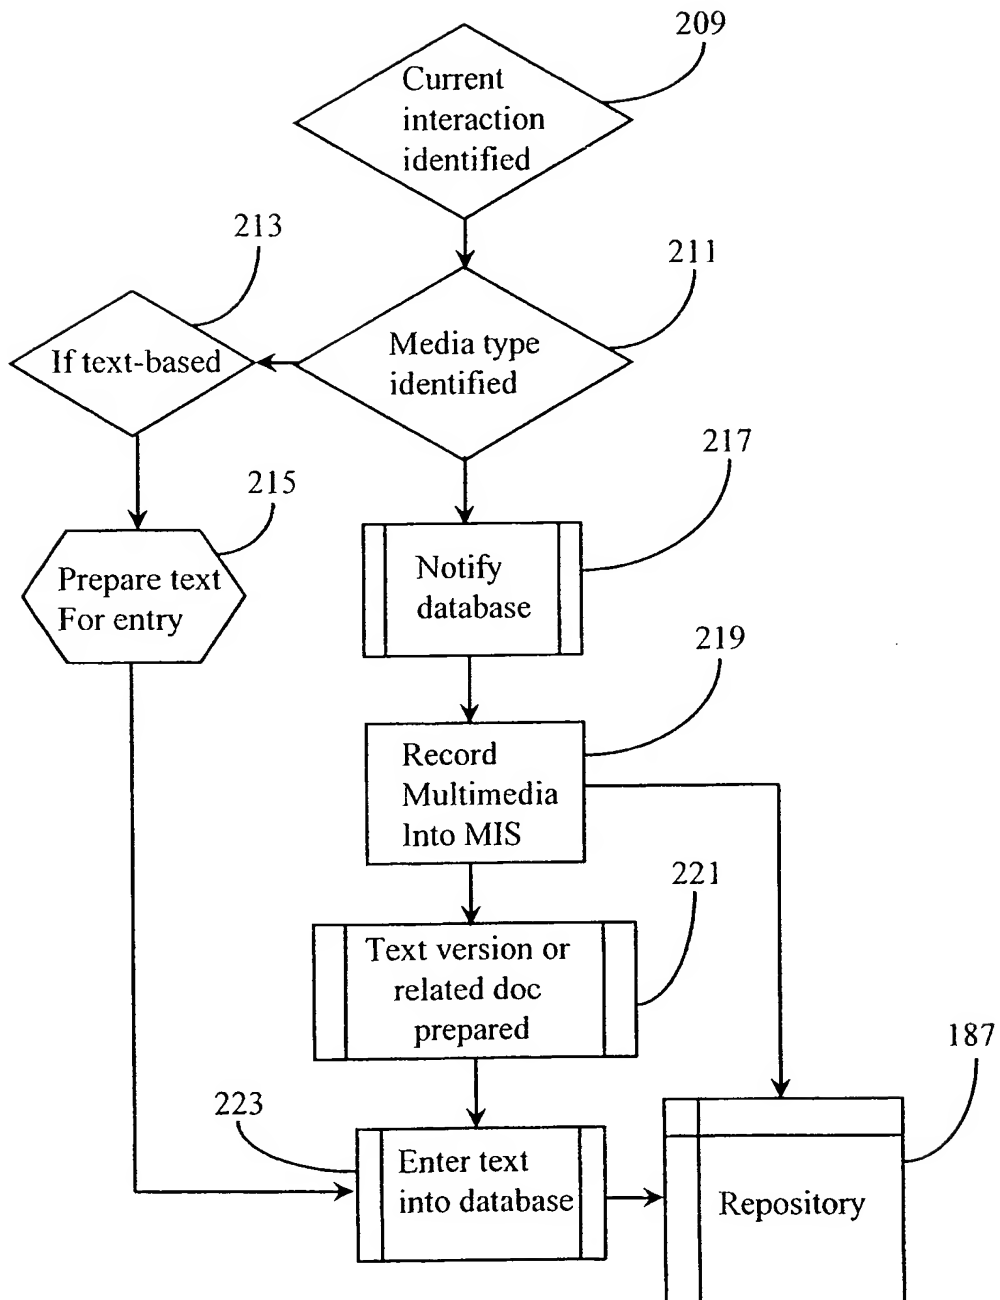 209
Current
interaction
identified
213
211
If text-based
Media type
identified
217
215
Prepare text
For entry
Notify
database
219
Record
Multimedia
Into MIS
221
Text version or
related doc
prepared
187
223
Enter text
into database
Repository